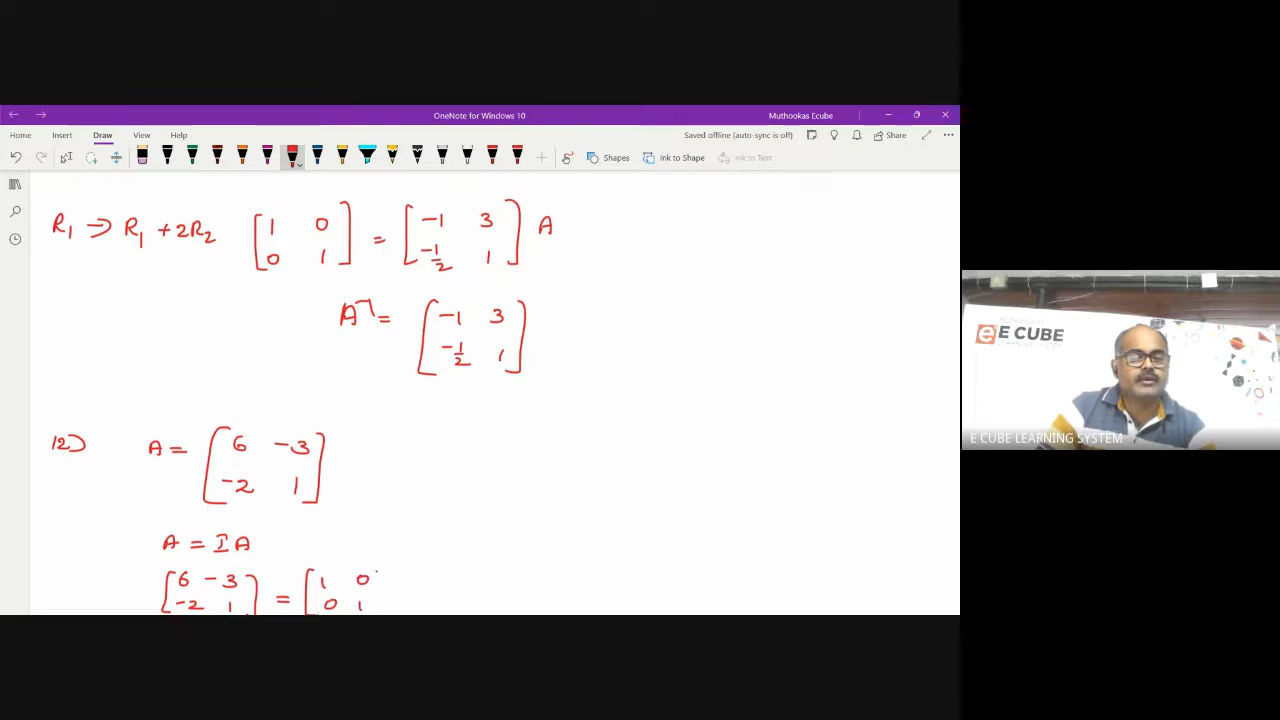 OneNote for Windows 10
Muthookas Ecube
Home Insert Draw View Help
Saved offline (auto-sync is off)
Share
Shapes
Ink to Shape
Ink to Text
R₁ → R₁ + 2R₂ [1 0 = [-1 3 A
0 1] -1/2 1]
A⁻¹ = [-1 3
-1/2 1]
12) A = [6 -3
-2 1]
A = IA
[6 -3 = [1 0
-2 1] 0 1
MUTHOOKAS
e E CUBE
LEARNING SYSTEM
E CUBE LEARNING SYSTEM